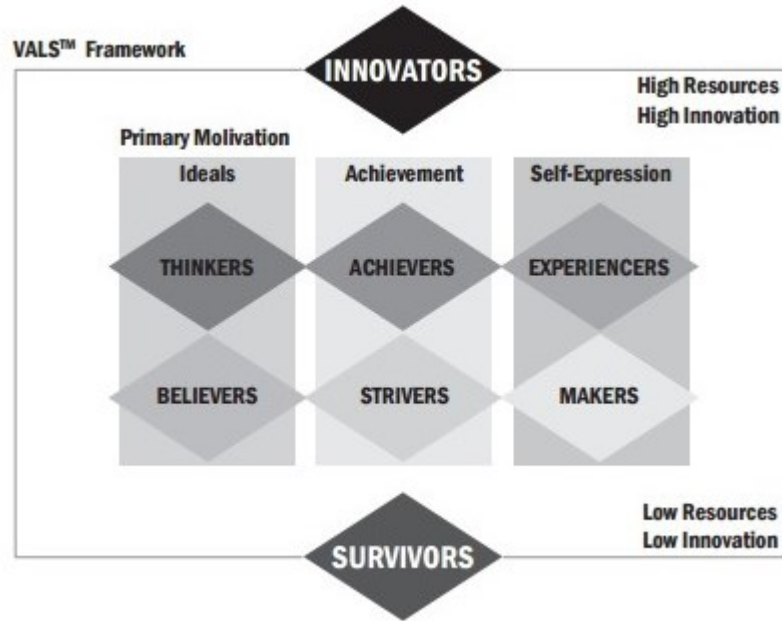 VALS™ Framework
INNOVATORS
High Resources
High Innovation
Primary Molivation
Ideals
Achievement
Self-Expression
THINKERS
ACHIEVERS
EXPERIENCERS
BELIEVERS
STRIVERS
MAKERS
Low Resources
Low Innovation
SURVIVORS